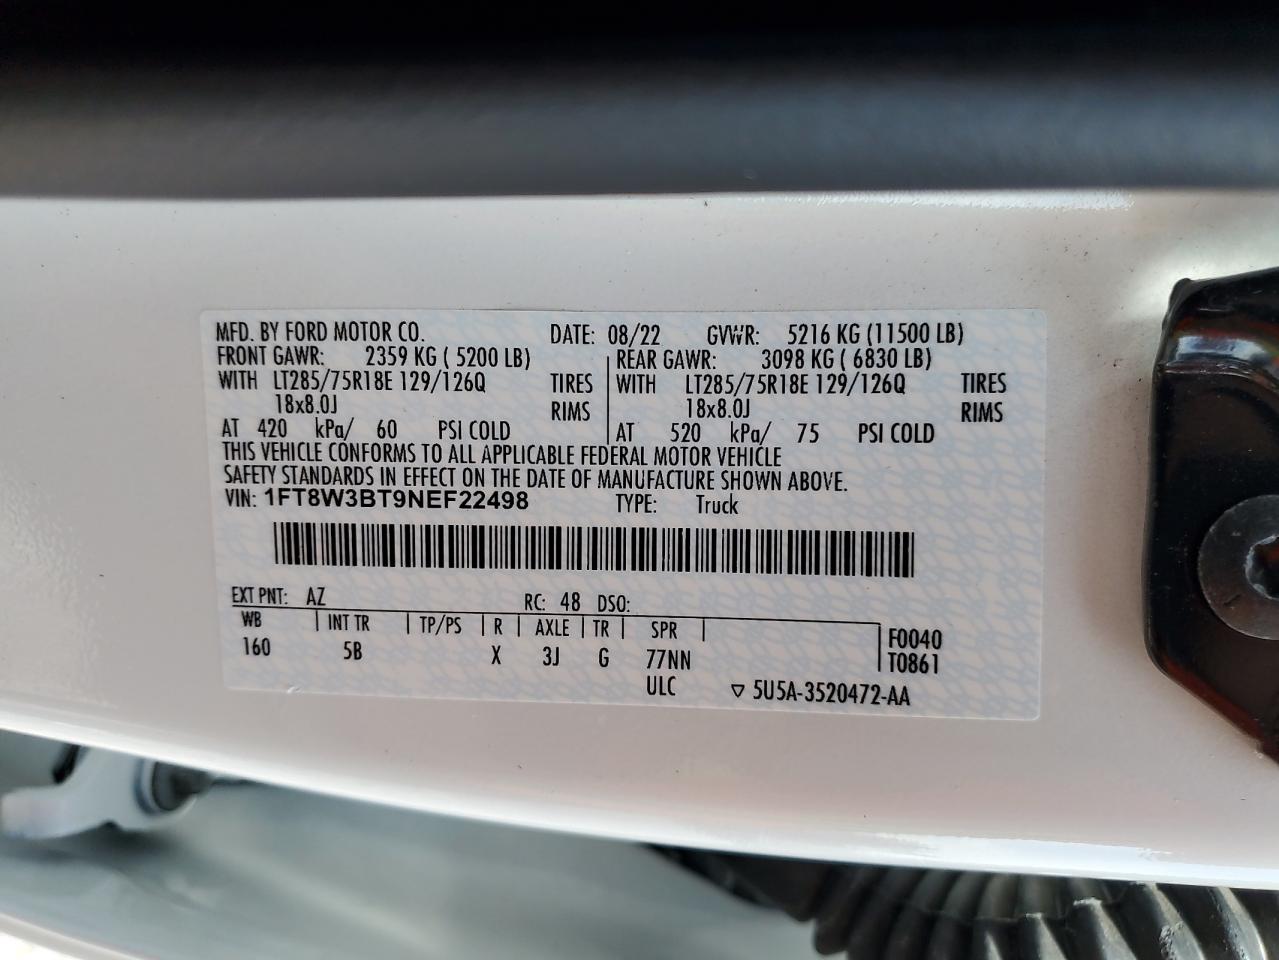 MFD. BY FORD MOTOR CO. DATE: 08/22 GVWR: 5216 KG (11500 LB)
FRONT GAWR: 2359 KG ( 5200 LB) REAR GAWR: 3098 KG ( 6830 LB)
WITH LT285/75R18E 129/126Q TIRES WITH LT285/75R18E 129/126Q TIRES
18x8.0J RIMS 18x8.0J RIMS
AT 420 kPa/ 60 PSI COLD AT 520 kPa/ 75 PSI COLD
THIS VEHICLE CONFORMS TO ALL APPLICABLE FEDERAL MOTOR VEHICLE
SAFETY STANDARDS IN EFFECT ON THE DATE OF MANUFACTURE SHOWN ABOVE.
VIN: 1FT8W3BT9NEF22498 TYPE: Truck
EXT PNT: AZ RC: 48 DSO:
WB INT TR TP/PS R AXLE TR SPR F0040
160 5B X 3J G 77NN T0861
ULC ▽ 5U5A-3520472-AA